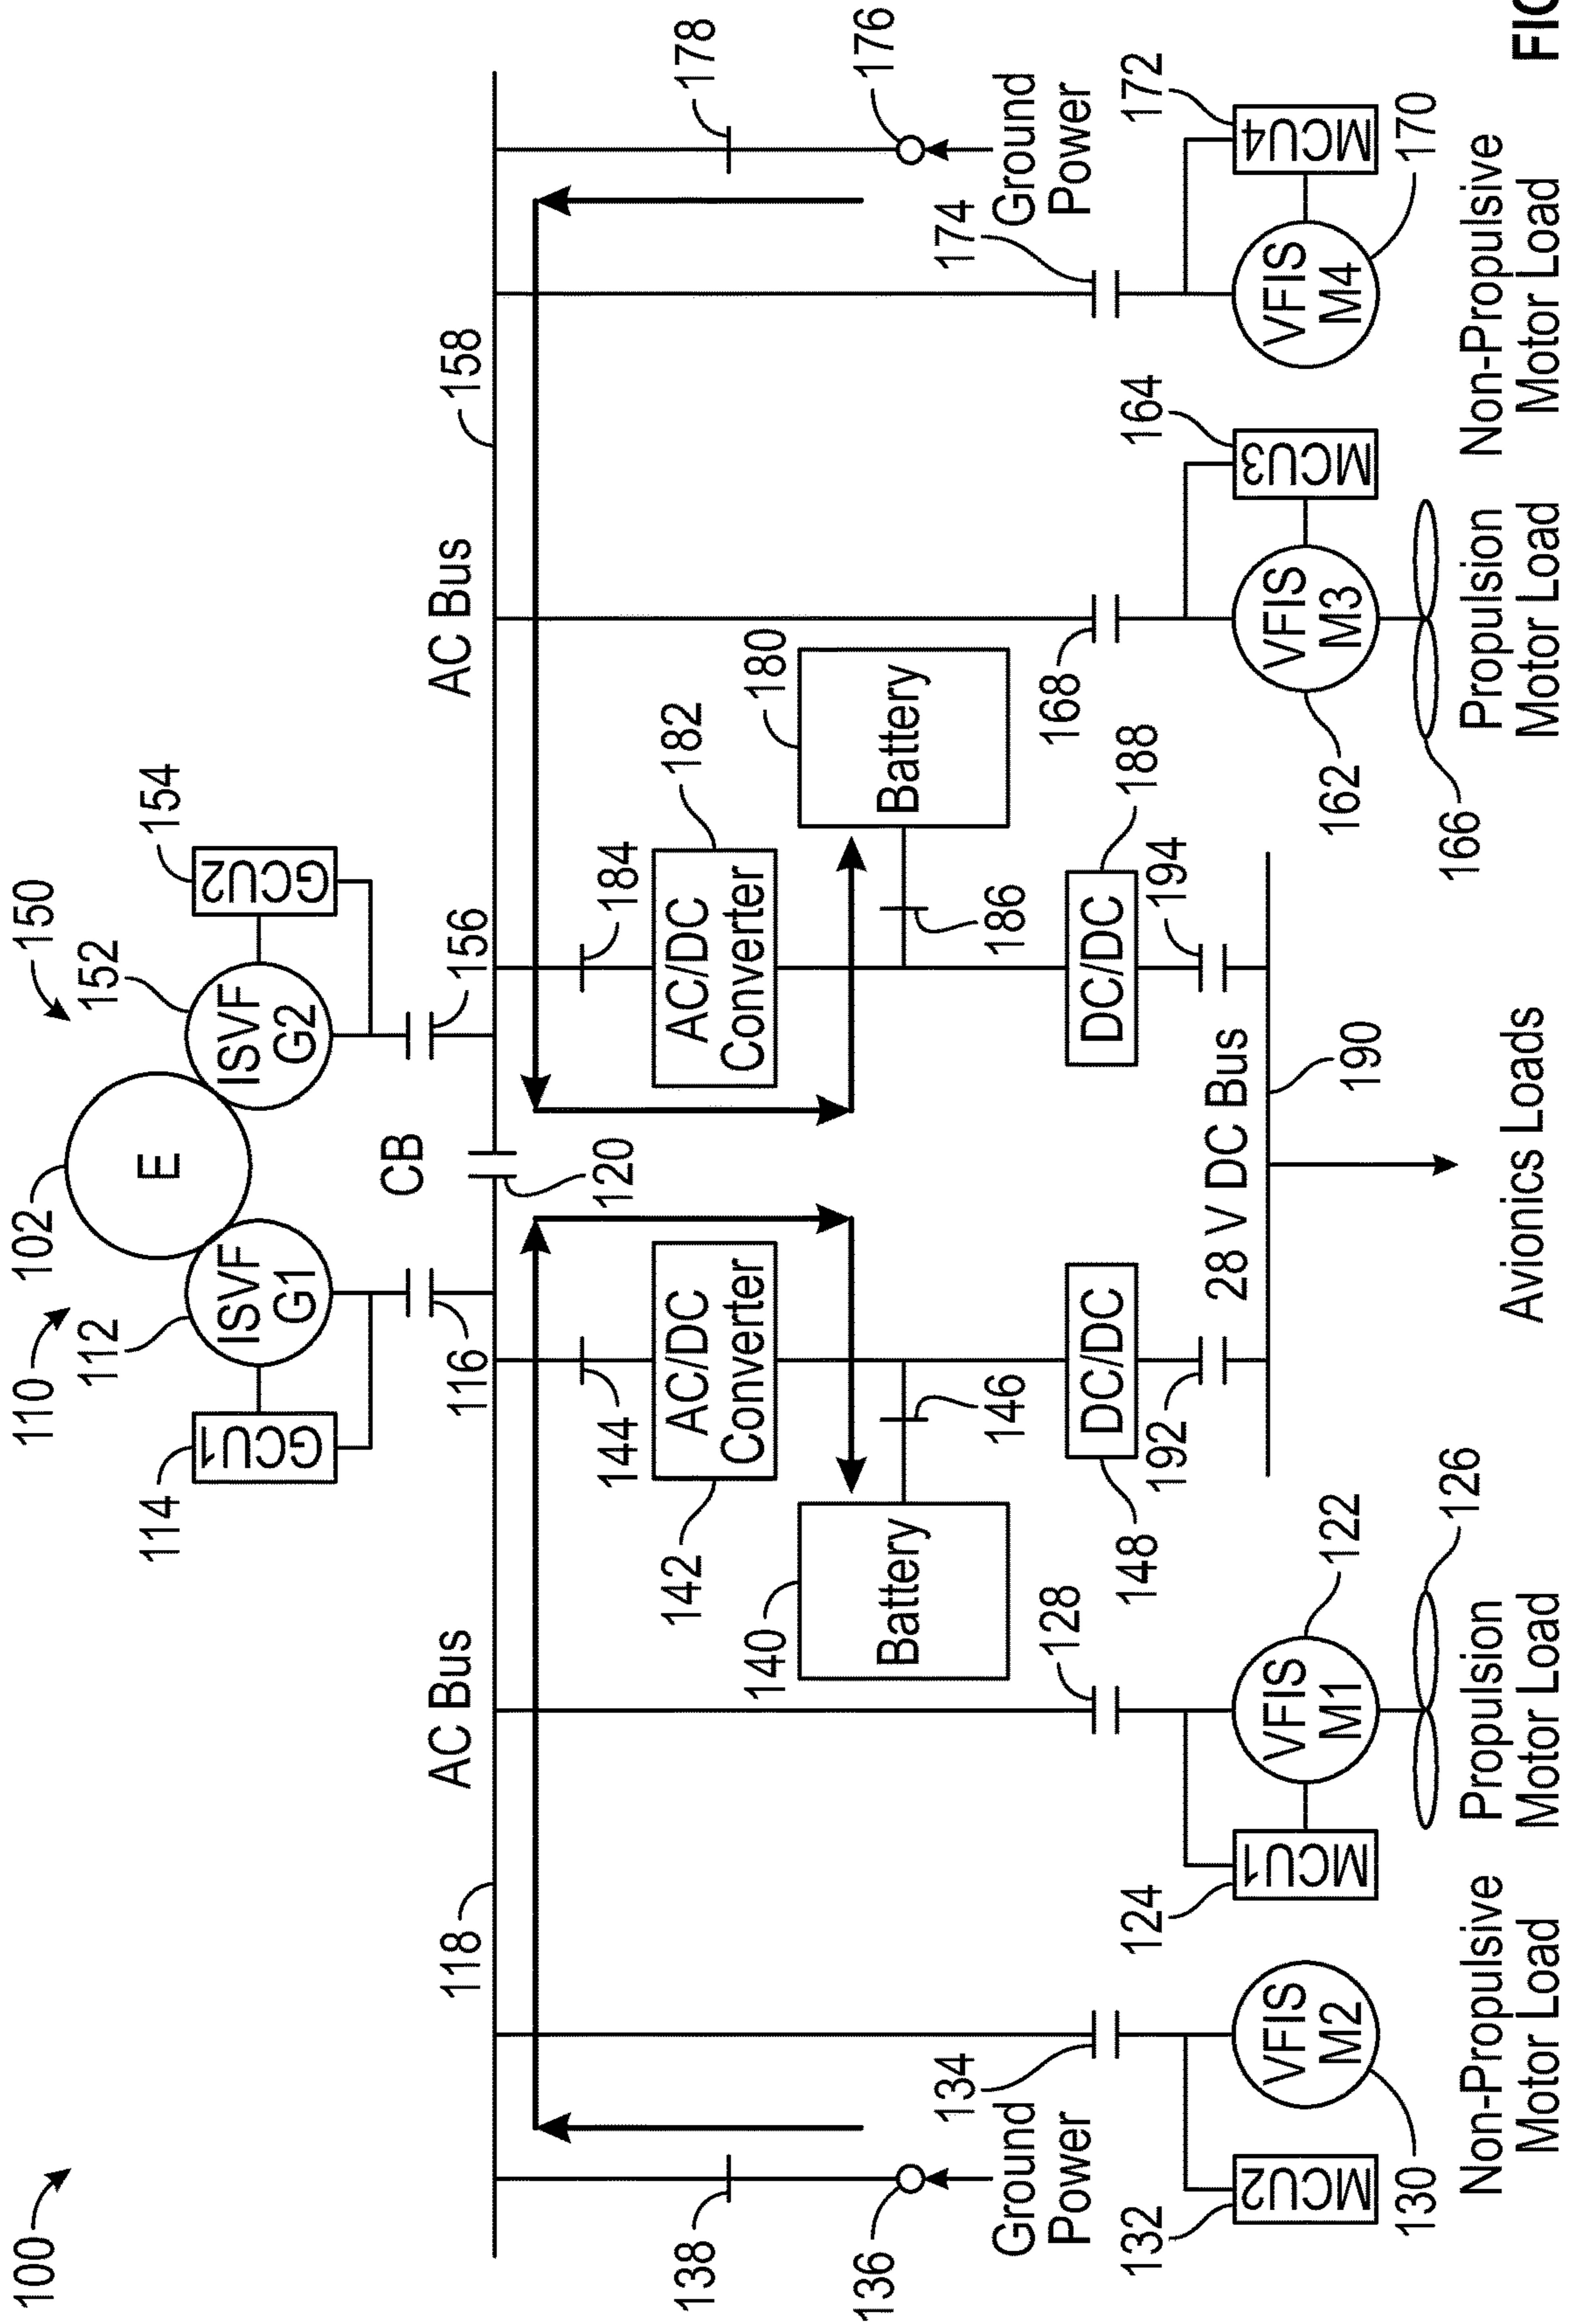 100
110
102
150
112
152
114
GCU1
ISVF
G1
E
ISVF
G2
GCU2
154
116
CB
156
118
AC Bus
120
AC Bus
158
138
144
184
178
142
AC/DC
Converter
AC/DC
Converter
182
136
Ground
Power
140
Battery
146
186
Battery
180
176
Ground
Power
134
128
148
DC/DC
DC/DC
188
168
174
192
28 V DC Bus
194
190
132
MCU2
VFIS
M2
130
124
MCU1
VFIS
M1
122
126
162
VFIS
M3
MCU3
164
166
VFIS
M4
MCU4
172
170
Non-Propulsive
Motor Load
Propulsion
Motor Load
Avionics Loads
Propulsion
Motor Load
Non-Propulsive
Motor Load